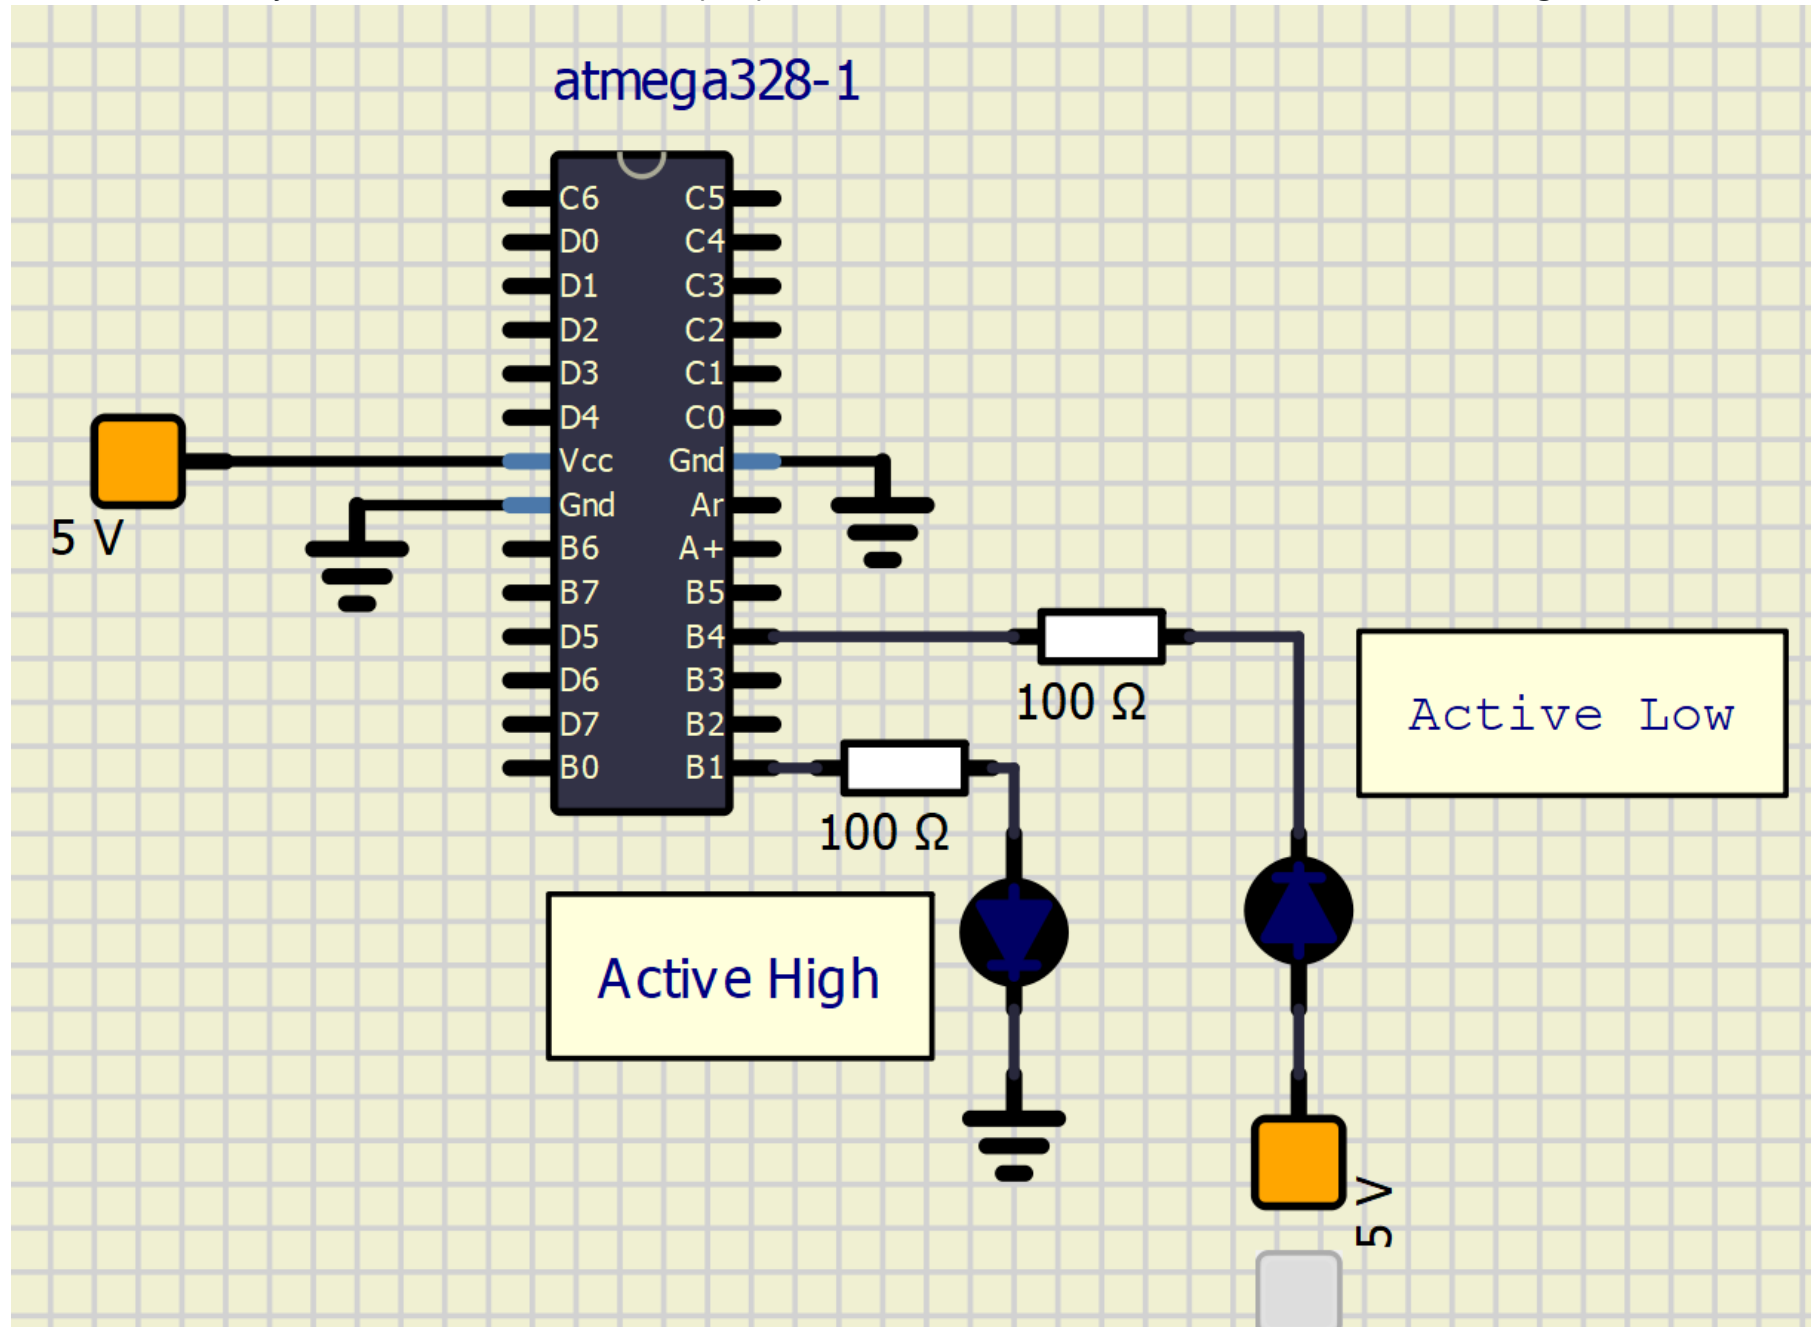 atmega328-1
C6 C5
D0 C4
D1 C3
D2 C2
D3 C1
D4 C0
Vcc Gnd
Gnd Ar
B6 A+
B7 B5
D5 B4
D6 B3
D7 B2
B0 B1
5 V
100 Ω
Active Low
100 Ω
Active High
5 V